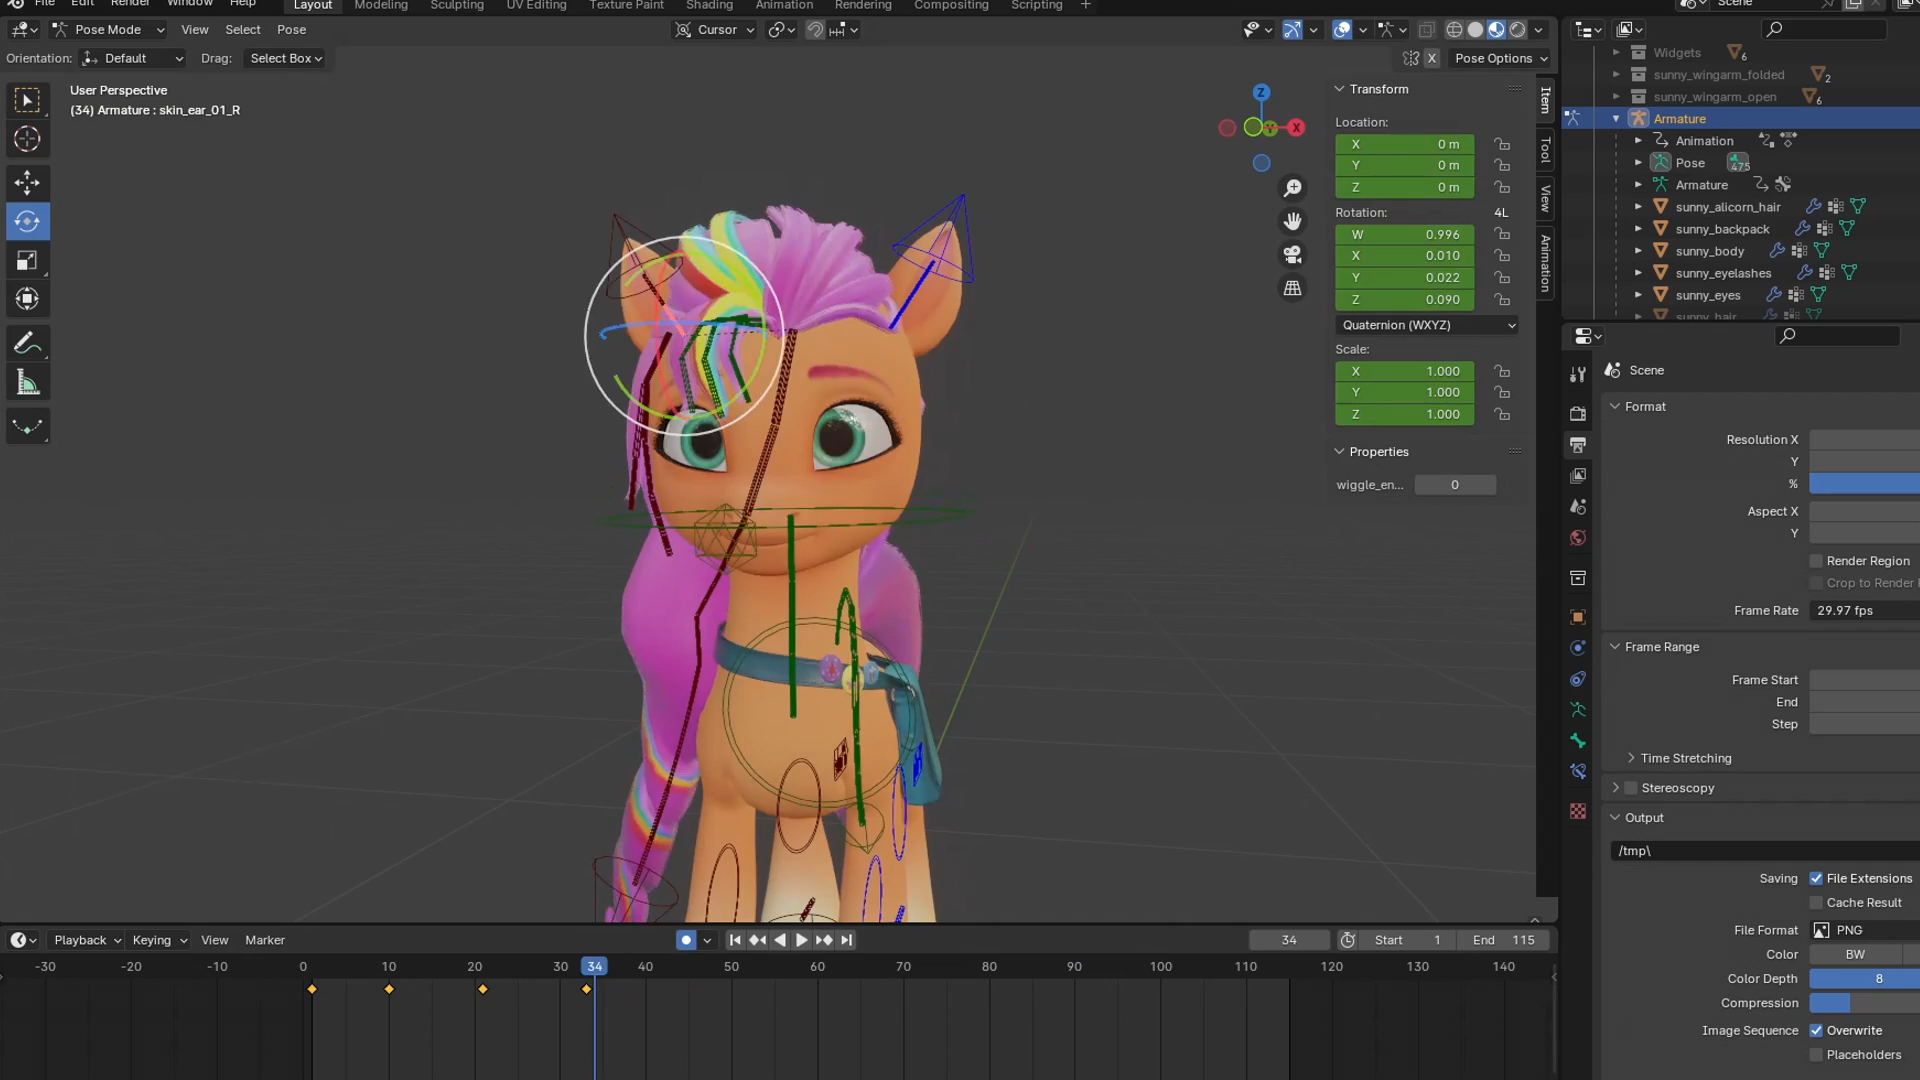 File Edit Render Window Help Layout Modeling Sculpting UV Editing Texture Paint Shading Animation Rendering Compositing Scripting + Scene
Pose Mode View Select Pose Cursor
Orientation: Default Drag: Select Box X Pose Options
User Perspective
(34) Armature : skin_ear_01_R
Z
X
Transform
Location:
X 0 m
Y 0 m
Z 0 m
Rotation: 4L
W 0.996
X 0.010
Y 0.022
Z 0.090
Quaternion (WXYZ)
Scale:
X 1.000
Y 1.000
Z 1.000
Properties
wiggle_en... 0
Item
Tool
View
Animation
Widgets 6
sunny_wingarm_folded 2
sunny_wingarm_open 6
Armature
Animation
Pose 475
Armature
sunny_alicorn_hair
sunny_backpack
sunny_body
sunny_eyelashes
sunny_eyes
sunny_hair
Scene
Format
Resolution X
Y
%
Aspect X
Y
Render Region
Crop to Render
Frame Rate 29.97 fps
Frame Range
Frame Start
End
Step
Time Stretching
Stereoscopy
Output
/tmp\
Saving File Extensions
Cache Result
File Format PNG
Color BW
Color Depth 8
Compression
Image Sequence Overwrite
Placeholders
Playback Keying View Marker 34 Start 1 End 115
-30 -20 -10 0 10 20 30 34 40 50 60 70 80 90 100 110 120 130 140